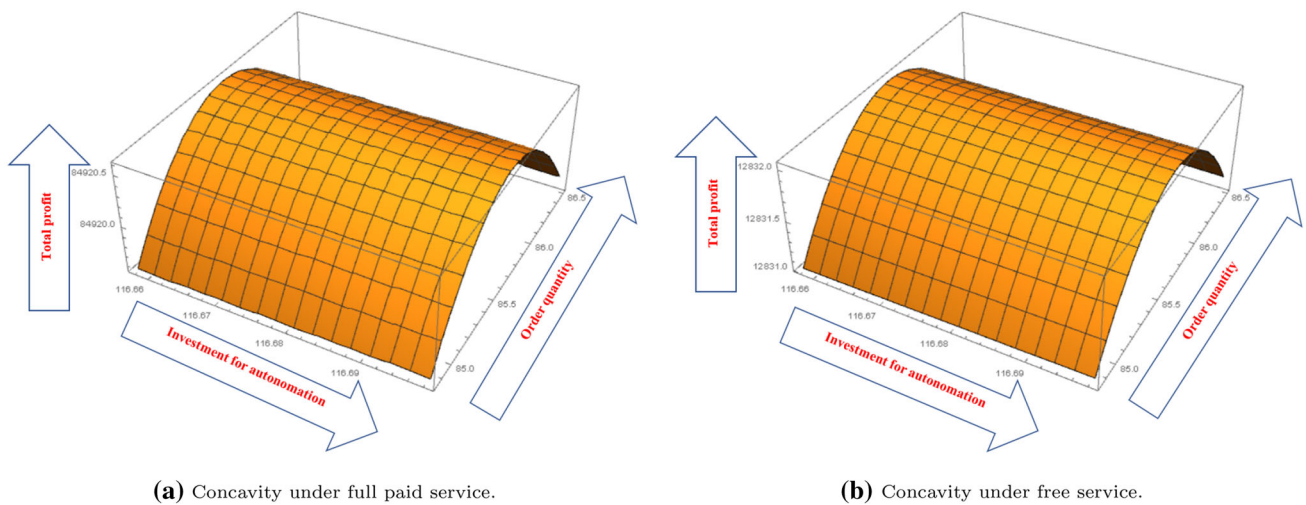 84920.5
84920.0
Total profit
116.66
116.67
116.68
116.69
Investment for autonomation
86.5
86.0
85.5
85.0
Order quantity
(a) Concavity under full paid service.
12832.0
12831.5
12831.0
Total profit
116.66
116.67
116.68
116.69
Investment for autonomation
86.5
86.0
85.5
85.0
Order quantity
(b) Concavity under free service.